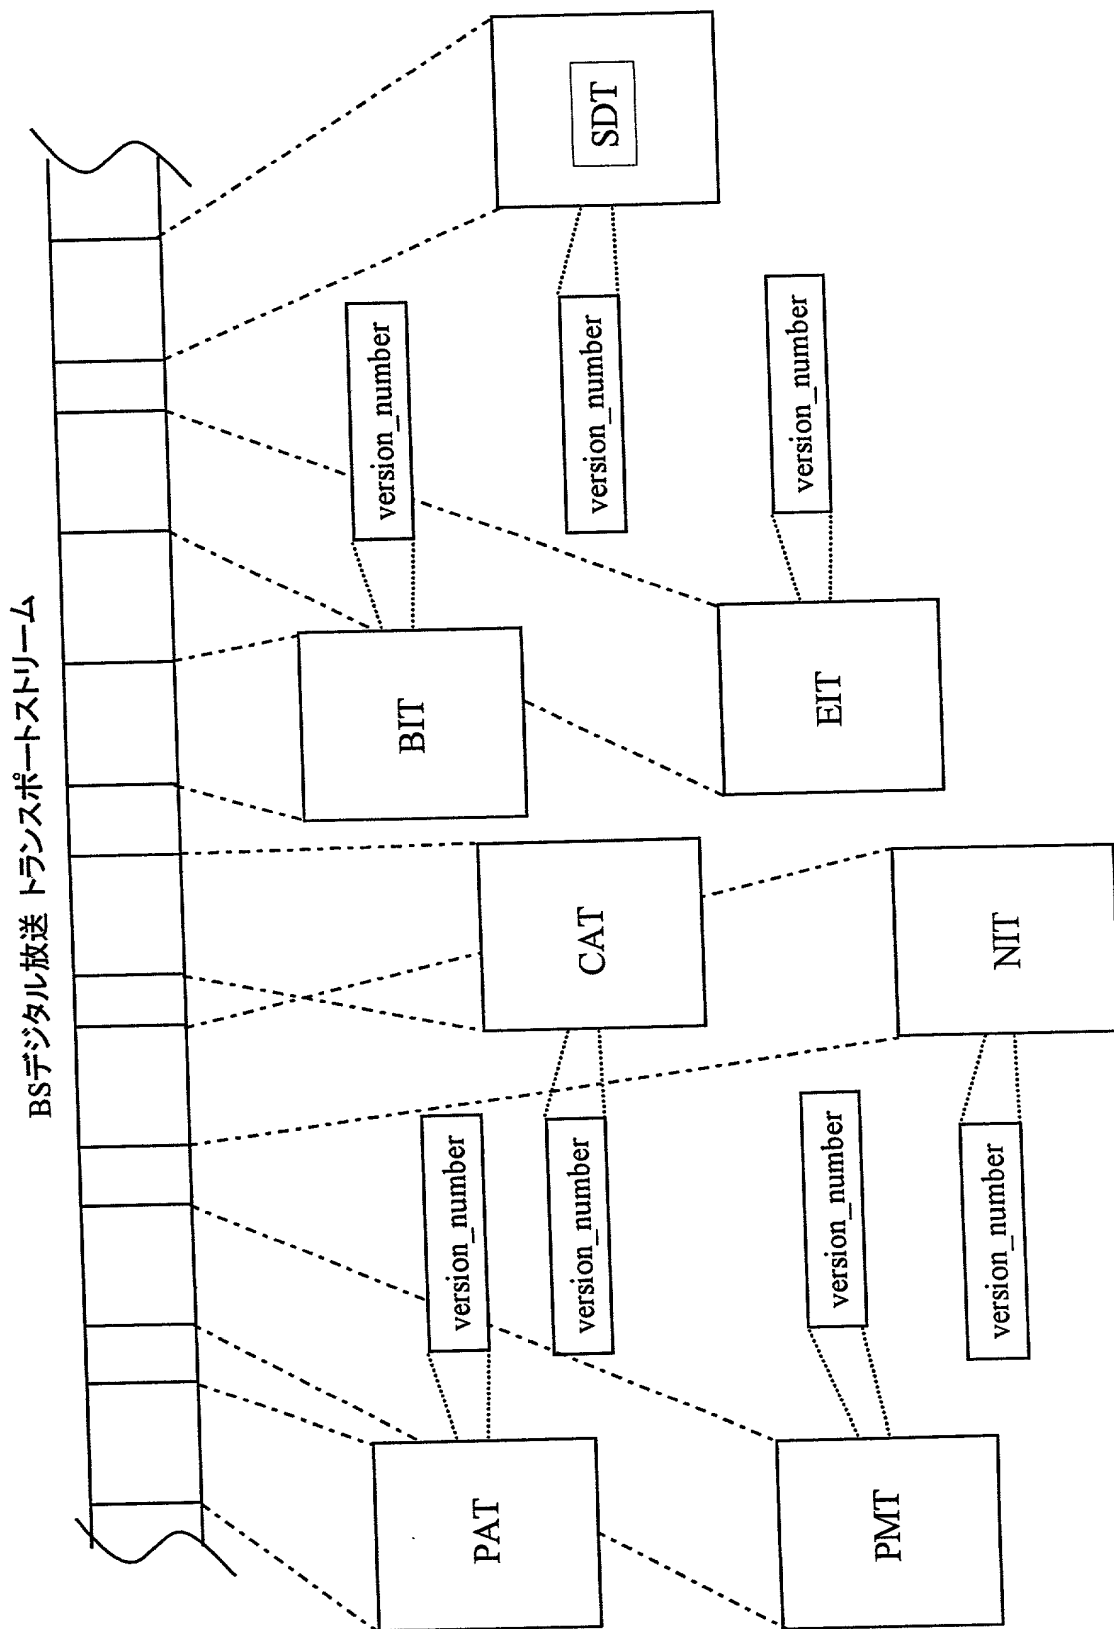 BSデジタル放送 トランスポートストリーム
PAT
version_number
CAT
version_number
BIT
version_number
SDT
version_number
PMT
version_number
NIT
version_number
EIT
version_number